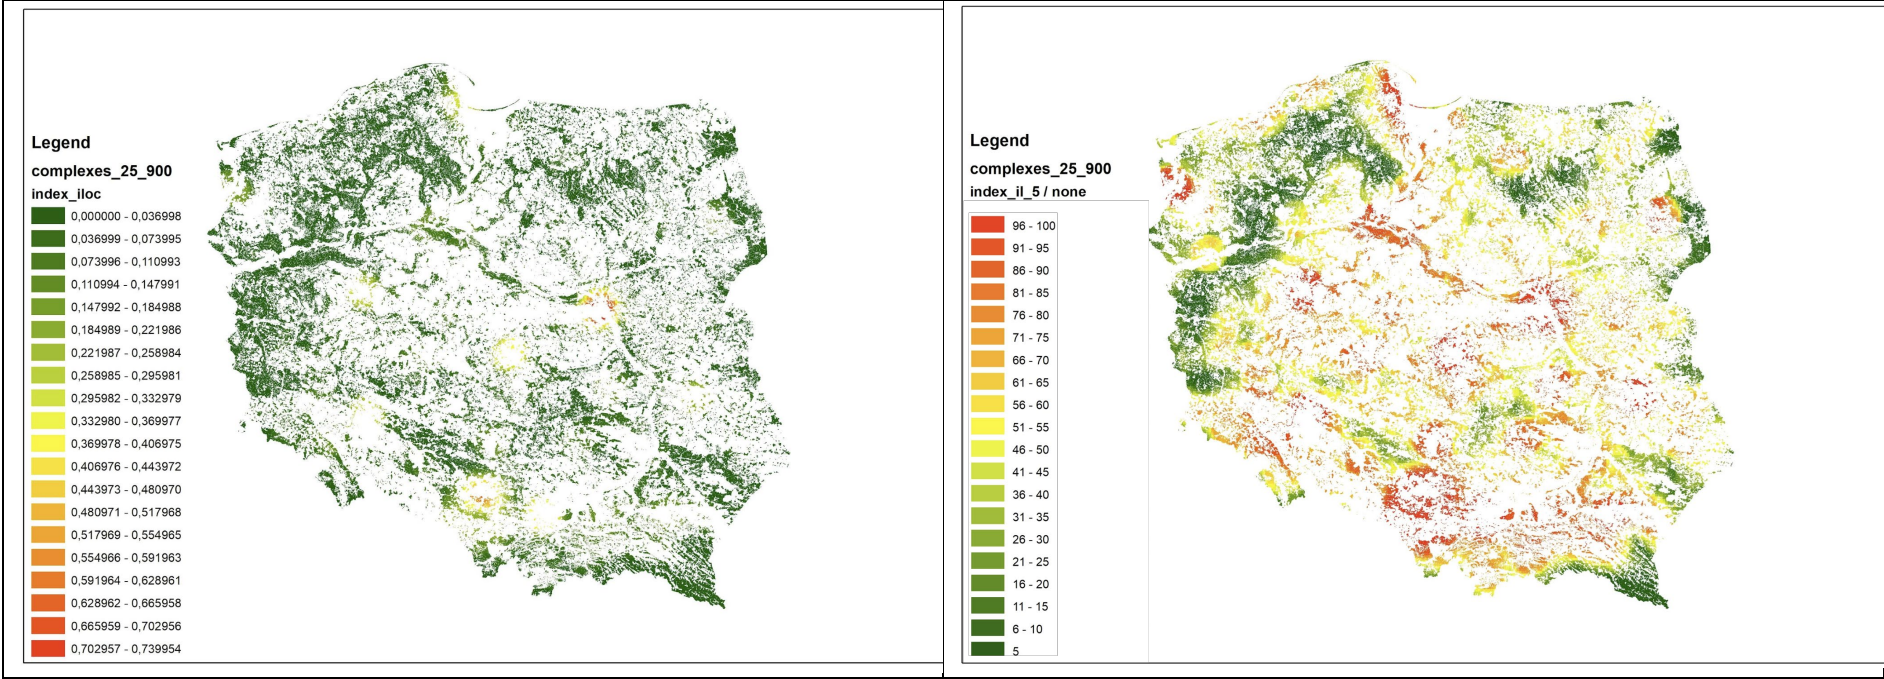 Legend
complexes_25_900
index_iloc
0,000000 - 0,036998
0,036999 - 0,073995
0,073996 - 0,110993
0,110994 - 0,147991
0,147992 - 0,184988
0,184989 - 0,221986
0,221987 - 0,258984
0,258985 - 0,295981
0,295982 - 0,332979
0,332980 - 0,369977
0,369978 - 0,406975
0,406976 - 0,443972
0,443973 - 0,480970
0,480971 - 0,517968
0,517969 - 0,554965
0,554966 - 0,591963
0,591964 - 0,628961
0,628962 - 0,665958
0,665959 - 0,702956
0,702957 - 0,739954
Legend
complexes_25_900
index_il_5 / none
96 - 100
91 - 95
86 - 90
81 - 85
76 - 80
71 - 75
66 - 70
61 - 65
56 - 60
51 - 55
46 - 50
41 - 45
36 - 40
31 - 35
26 - 30
21 - 25
16 - 20
11 - 15
6 - 10
5